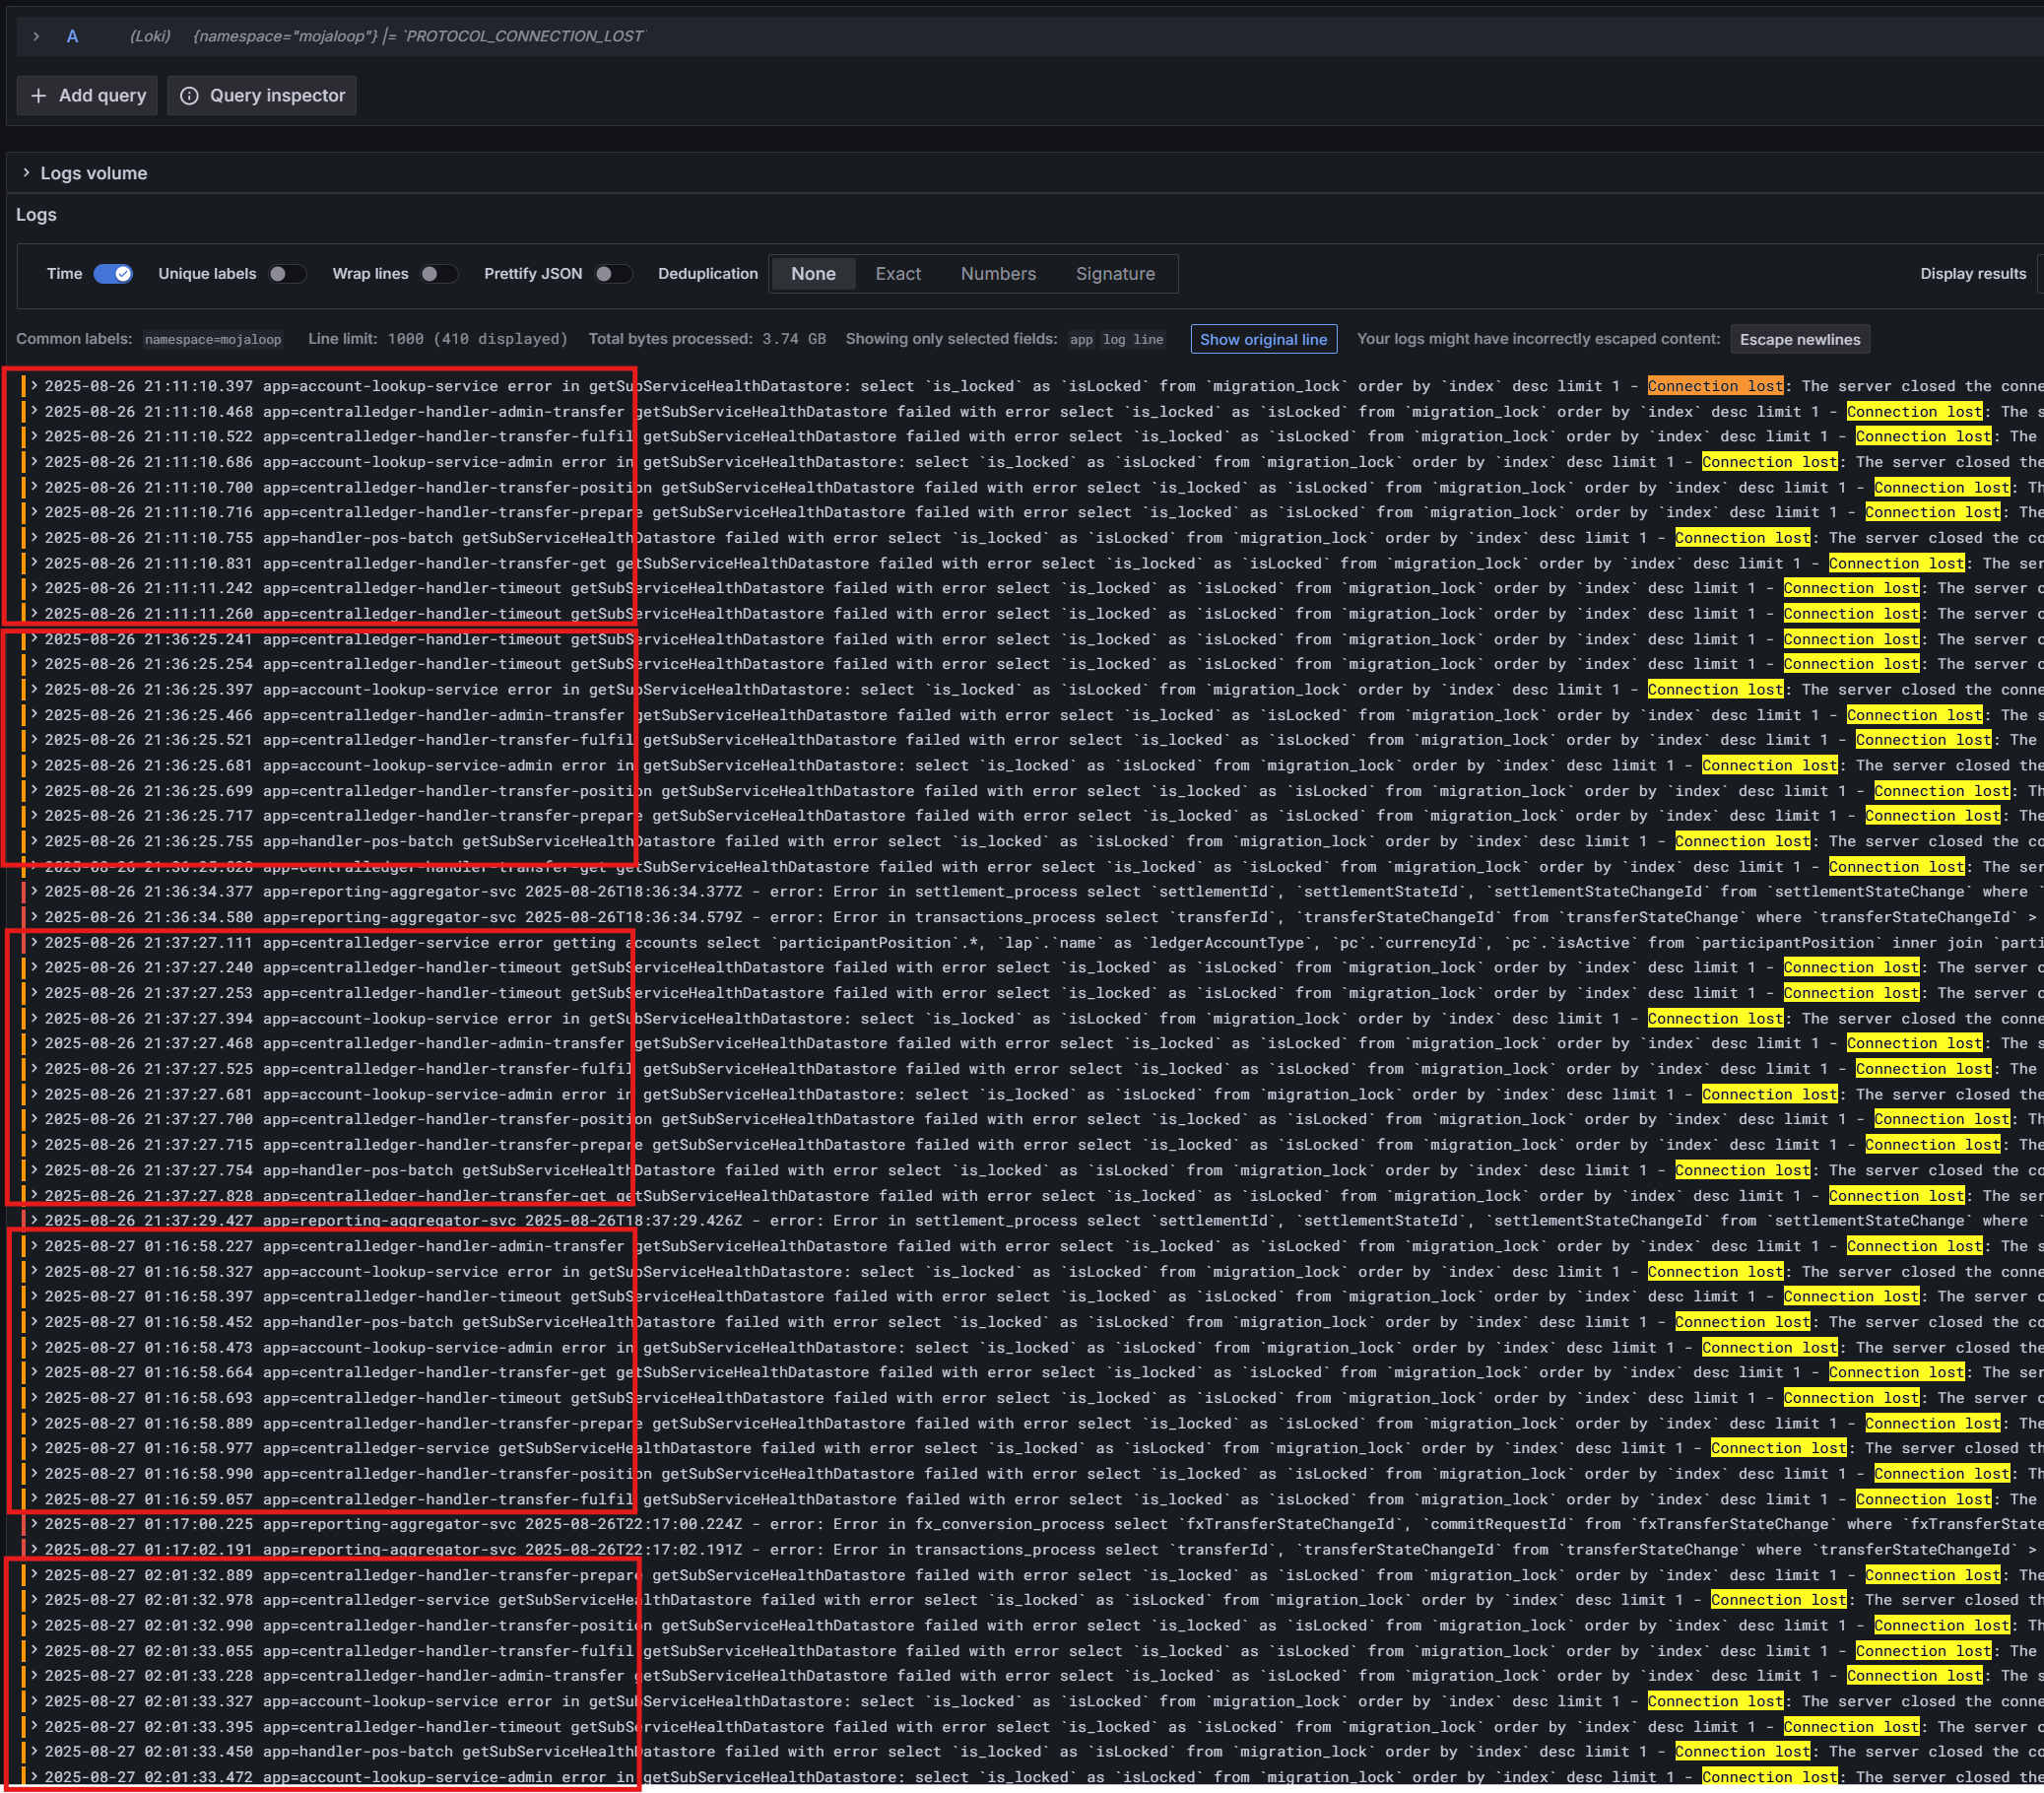 A (Loki) {namespace="mojaloop"} |= `PROTOCOL_CONNECTION_LOST`
+ Add query Query inspector
Logs volume
Logs
Time Unique labels Wrap lines Prettify JSON Deduplication None Exact Numbers Signature Display results
Common labels: namespace=mojaloop Line limit: 1000 (410 displayed) Total bytes processed: 3.74 GB Showing only selected fields: app log line Show original line Your logs might have incorrectly escaped content: Escape newlines
2025-08-26 21:11:10.397 app=account-lookup-service error in getSubServiceHealthDatastore: select `is_locked` as `isLocked` from `migration_lock` order by `index` desc limit 1 - Connection lost: The server closed the conne
2025-08-26 21:11:10.468 app=centralledger-handler-admin-transfer getSubServiceHealthDatastore failed with error select `is_locked` as `isLocked` from `migration_lock` order by `index` desc limit 1 - Connection lost: The s
2025-08-26 21:11:10.522 app=centralledger-handler-transfer-fulfil getSubServiceHealthDatastore failed with error select `is_locked` as `isLocked` from `migration_lock` order by `index` desc limit 1 - Connection lost: The
2025-08-26 21:11:10.686 app=account-lookup-service-admin error in getSubServiceHealthDatastore: select `is_locked` as `isLocked` from `migration_lock` order by `index` desc limit 1 - Connection lost: The server closed the
2025-08-26 21:11:10.700 app=centralledger-handler-transfer-position getSubServiceHealthDatastore failed with error select `is_locked` as `isLocked` from `migration_lock` order by `index` desc limit 1 - Connection lost: Th
2025-08-26 21:11:10.716 app=centralledger-handler-transfer-prepare getSubServiceHealthDatastore failed with error select `is_locked` as `isLocked` from `migration_lock` order by `index` desc limit 1 - Connection lost: The
2025-08-26 21:11:10.755 app=handler-pos-batch getSubServiceHealthDatastore failed with error select `is_locked` as `isLocked` from `migration_lock` order by `index` desc limit 1 - Connection lost: The server closed the co
2025-08-26 21:11:10.831 app=centralledger-handler-transfer-get getSubServiceHealthDatastore failed with error select `is_locked` as `isLocked` from `migration_lock` order by `index` desc limit 1 - Connection lost: The ser
2025-08-26 21:11:11.242 app=centralledger-handler-timeout getSubServiceHealthDatastore failed with error select `is_locked` as `isLocked` from `migration_lock` order by `index` desc limit 1 - Connection lost: The server c
2025-08-26 21:11:11.260 app=centralledger-handler-timeout getSubServiceHealthDatastore failed with error select `is_locked` as `isLocked` from `migration_lock` order by `index` desc limit 1 - Connection lost: The server c
2025-08-26 21:36:25.241 app=centralledger-handler-timeout getSubServiceHealthDatastore failed with error select `is_locked` as `isLocked` from `migration_lock` order by `index` desc limit 1 - Connection lost: The server c
2025-08-26 21:36:25.254 app=centralledger-handler-timeout getSubServiceHealthDatastore failed with error select `is_locked` as `isLocked` from `migration_lock` order by `index` desc limit 1 - Connection lost: The server c
2025-08-26 21:36:25.397 app=account-lookup-service error in getSubServiceHealthDatastore: select `is_locked` as `isLocked` from `migration_lock` order by `index` desc limit 1 - Connection lost: The server closed the conne
2025-08-26 21:36:25.466 app=centralledger-handler-admin-transfer getSubServiceHealthDatastore failed with error select `is_locked` as `isLocked` from `migration_lock` order by `index` desc limit 1 - Connection lost: The s
2025-08-26 21:36:25.521 app=centralledger-handler-transfer-fulfil getSubServiceHealthDatastore failed with error select `is_locked` as `isLocked` from `migration_lock` order by `index` desc limit 1 - Connection lost: The
2025-08-26 21:36:25.681 app=account-lookup-service-admin error in getSubServiceHealthDatastore: select `is_locked` as `isLocked` from `migration_lock` order by `index` desc limit 1 - Connection lost: The server closed the
2025-08-26 21:36:25.699 app=centralledger-handler-transfer-position getSubServiceHealthDatastore failed with error select `is_locked` as `isLocked` from `migration_lock` order by `index` desc limit 1 - Connection lost: Th
2025-08-26 21:36:25.717 app=centralledger-handler-transfer-prepare getSubServiceHealthDatastore failed with error select `is_locked` as `isLocked` from `migration_lock` order by `index` desc limit 1 - Connection lost: The
2025-08-26 21:36:25.755 app=handler-pos-batch getSubServiceHealthDatastore failed with error select `is_locked` as `isLocked` from `migration_lock` order by `index` desc limit 1 - Connection lost: The server closed the co
2025-08-26 21:36:25.828 app=centralledger-handler-transfer-get getSubServiceHealthDatastore failed with error select `is_locked` as `isLocked` from `migration_lock` order by `index` desc limit 1 - Connection lost: The ser
2025-08-26 21:36:34.377 app=reporting-aggregator-svc 2025-08-26T18:36:34.377Z - error: Error in settlement_process select `settlementId`, `settlementStateId`, `settlementStateChangeId` from `settlementStateChange` where `
2025-08-26 21:36:34.580 app=reporting-aggregator-svc 2025-08-26T18:36:34.579Z - error: Error in transactions_process select `transferId`, `transferStateChangeId` from `transferStateChange` where `transferStateChangeId` >
2025-08-26 21:37:27.111 app=centralledger-service error getting accounts select `participantPosition`.*, `lap`.`name` as `ledgerAccountType`, `pc`.`currencyId`, `pc`.`isActive` from `participantPosition` inner join `parti
2025-08-26 21:37:27.240 app=centralledger-handler-timeout getSubServiceHealthDatastore failed with error select `is_locked` as `isLocked` from `migration_lock` order by `index` desc limit 1 - Connection lost: The server c
2025-08-26 21:37:27.253 app=centralledger-handler-timeout getSubServiceHealthDatastore failed with error select `is_locked` as `isLocked` from `migration_lock` order by `index` desc limit 1 - Connection lost: The server c
2025-08-26 21:37:27.394 app=account-lookup-service error in getSubServiceHealthDatastore: select `is_locked` as `isLocked` from `migration_lock` order by `index` desc limit 1 - Connection lost: The server closed the conne
2025-08-26 21:37:27.468 app=centralledger-handler-admin-transfer getSubServiceHealthDatastore failed with error select `is_locked` as `isLocked` from `migration_lock` order by `index` desc limit 1 - Connection lost: The s
2025-08-26 21:37:27.525 app=centralledger-handler-transfer-fulfil getSubServiceHealthDatastore failed with error select `is_locked` as `isLocked` from `migration_lock` order by `index` desc limit 1 - Connection lost: The
2025-08-26 21:37:27.681 app=account-lookup-service-admin error in getSubServiceHealthDatastore: select `is_locked` as `isLocked` from `migration_lock` order by `index` desc limit 1 - Connection lost: The server closed the
2025-08-26 21:37:27.700 app=centralledger-handler-transfer-position getSubServiceHealthDatastore failed with error select `is_locked` as `isLocked` from `migration_lock` order by `index` desc limit 1 - Connection lost: Th
2025-08-26 21:37:27.715 app=centralledger-handler-transfer-prepare getSubServiceHealthDatastore failed with error select `is_locked` as `isLocked` from `migration_lock` order by `index` desc limit 1 - Connection lost: The
2025-08-26 21:37:27.754 app=handler-pos-batch getSubServiceHealthDatastore failed with error select `is_locked` as `isLocked` from `migration_lock` order by `index` desc limit 1 - Connection lost: The server closed the co
2025-08-26 21:37:27.828 app=centralledger-handler-transfer-get getSubServiceHealthDatastore failed with error select `is_locked` as `isLocked` from `migration_lock` order by `index` desc limit 1 - Connection lost: The ser
2025-08-26 21:37:29.427 app=reporting-aggregator-svc 2025-08-26T18:37:29.426Z - error: Error in settlement_process select `settlementId`, `settlementStateId`, `settlementStateChangeId` from `settlementStateChange` where `
2025-08-27 01:16:58.227 app=centralledger-handler-admin-transfer getSubServiceHealthDatastore failed with error select `is_locked` as `isLocked` from `migration_lock` order by `index` desc limit 1 - Connection lost: The s
2025-08-27 01:16:58.327 app=account-lookup-service error in getSubServiceHealthDatastore: select `is_locked` as `isLocked` from `migration_lock` order by `index` desc limit 1 - Connection lost: The server closed the conne
2025-08-27 01:16:58.397 app=centralledger-handler-timeout getSubServiceHealthDatastore failed with error select `is_locked` as `isLocked` from `migration_lock` order by `index` desc limit 1 - Connection lost: The server c
2025-08-27 01:16:58.452 app=handler-pos-batch getSubServiceHealthDatastore failed with error select `is_locked` as `isLocked` from `migration_lock` order by `index` desc limit 1 - Connection lost: The server closed the co
2025-08-27 01:16:58.473 app=account-lookup-service-admin error in getSubServiceHealthDatastore: select `is_locked` as `isLocked` from `migration_lock` order by `index` desc limit 1 - Connection lost: The server closed the
2025-08-27 01:16:58.664 app=centralledger-handler-transfer-get getSubServiceHealthDatastore failed with error select `is_locked` as `isLocked` from `migration_lock` order by `index` desc limit 1 - Connection lost: The ser
2025-08-27 01:16:58.693 app=centralledger-handler-timeout getSubServiceHealthDatastore failed with error select `is_locked` as `isLocked` from `migration_lock` order by `index` desc limit 1 - Connection lost: The server c
2025-08-27 01:16:58.889 app=centralledger-handler-transfer-prepare getSubServiceHealthDatastore failed with error select `is_locked` as `isLocked` from `migration_lock` order by `index` desc limit 1 - Connection lost: The
2025-08-27 01:16:58.977 app=centralledger-service getSubServiceHealthDatastore failed with error select `is_locked` as `isLocked` from `migration_lock` order by `index` desc limit 1 - Connection lost: The server closed th
2025-08-27 01:16:58.990 app=centralledger-handler-transfer-position getSubServiceHealthDatastore failed with error select `is_locked` as `isLocked` from `migration_lock` order by `index` desc limit 1 - Connection lost: Th
2025-08-27 01:16:59.057 app=centralledger-handler-transfer-fulfil getSubServiceHealthDatastore failed with error select `is_locked` as `isLocked` from `migration_lock` order by `index` desc limit 1 - Connection lost: The
2025-08-27 01:17:00.225 app=reporting-aggregator-svc 2025-08-26T22:17:00.224Z - error: Error in fx_conversion_process select `fxTransferStateChangeId`, `commitRequestId` from `fxTransferStateChange` where `fxTransferState
2025-08-27 01:17:02.191 app=reporting-aggregator-svc 2025-08-26T22:17:02.191Z - error: Error in transactions_process select `transferId`, `transferStateChangeId` from `transferStateChange` where `transferStateChangeId` >
2025-08-27 02:01:32.889 app=centralledger-handler-transfer-prepare getSubServiceHealthDatastore failed with error select `is_locked` as `isLocked` from `migration_lock` order by `index` desc limit 1 - Connection lost: The
2025-08-27 02:01:32.978 app=centralledger-service getSubServiceHealthDatastore failed with error select `is_locked` as `isLocked` from `migration_lock` order by `index` desc limit 1 - Connection lost: The server closed th
2025-08-27 02:01:32.990 app=centralledger-handler-transfer-position getSubServiceHealthDatastore failed with error select `is_locked` as `isLocked` from `migration_lock` order by `index` desc limit 1 - Connection lost: Th
2025-08-27 02:01:33.055 app=centralledger-handler-transfer-fulfil getSubServiceHealthDatastore failed with error select `is_locked` as `isLocked` from `migration_lock` order by `index` desc limit 1 - Connection lost: The
2025-08-27 02:01:33.228 app=centralledger-handler-admin-transfer getSubServiceHealthDatastore failed with error select `is_locked` as `isLocked` from `migration_lock` order by `index` desc limit 1 - Connection lost: The s
2025-08-27 02:01:33.327 app=account-lookup-service error in getSubServiceHealthDatastore: select `is_locked` as `isLocked` from `migration_lock` order by `index` desc limit 1 - Connection lost: The server closed the conne
2025-08-27 02:01:33.395 app=centralledger-handler-timeout getSubServiceHealthDatastore failed with error select `is_locked` as `isLocked` from `migration_lock` order by `index` desc limit 1 - Connection lost: The server c
2025-08-27 02:01:33.450 app=handler-pos-batch getSubServiceHealthDatastore failed with error select `is_locked` as `isLocked` from `migration_lock` order by `index` desc limit 1 - Connection lost: The server closed the co
2025-08-27 02:01:33.472 app=account-lookup-service-admin error in getSubServiceHealthDatastore: select `is_locked` as `isLocked` from `migration_lock` order by `index` desc limit 1 - Connection lost: The server closed the